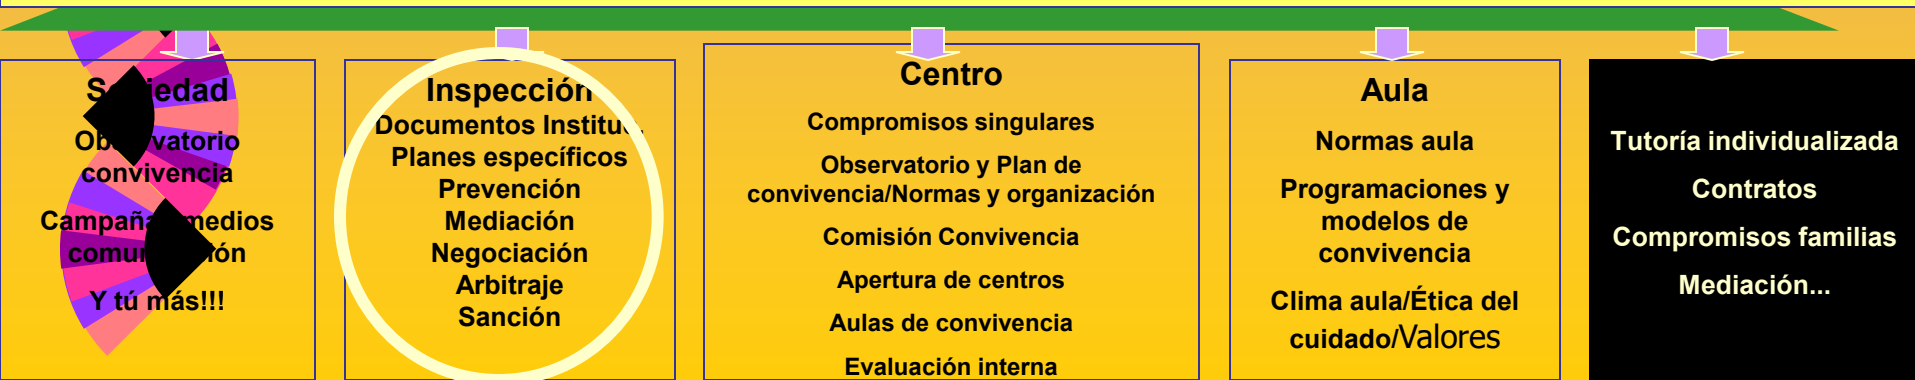 Sociedad
Observatorio
convivencia
Campañas medios
comunicación
Y tú más!!!
Inspección
Documentos Instituc.
Planes específicos
Prevención
Mediación
Negociación
Arbitraje
Sanción
Centro
Compromisos singulares
Observatorio y Plan de
convivencia/Normas y organización
Comisión Convivencia
Apertura de centros
Aulas de convivencia
Evaluación interna
Aula
Normas aula
Programaciones y
modelos de
convivencia
Clima aula/Ética del
cuidado/Valores
Tutoría individualizada
Contratos
Compromisos familias
Mediación...